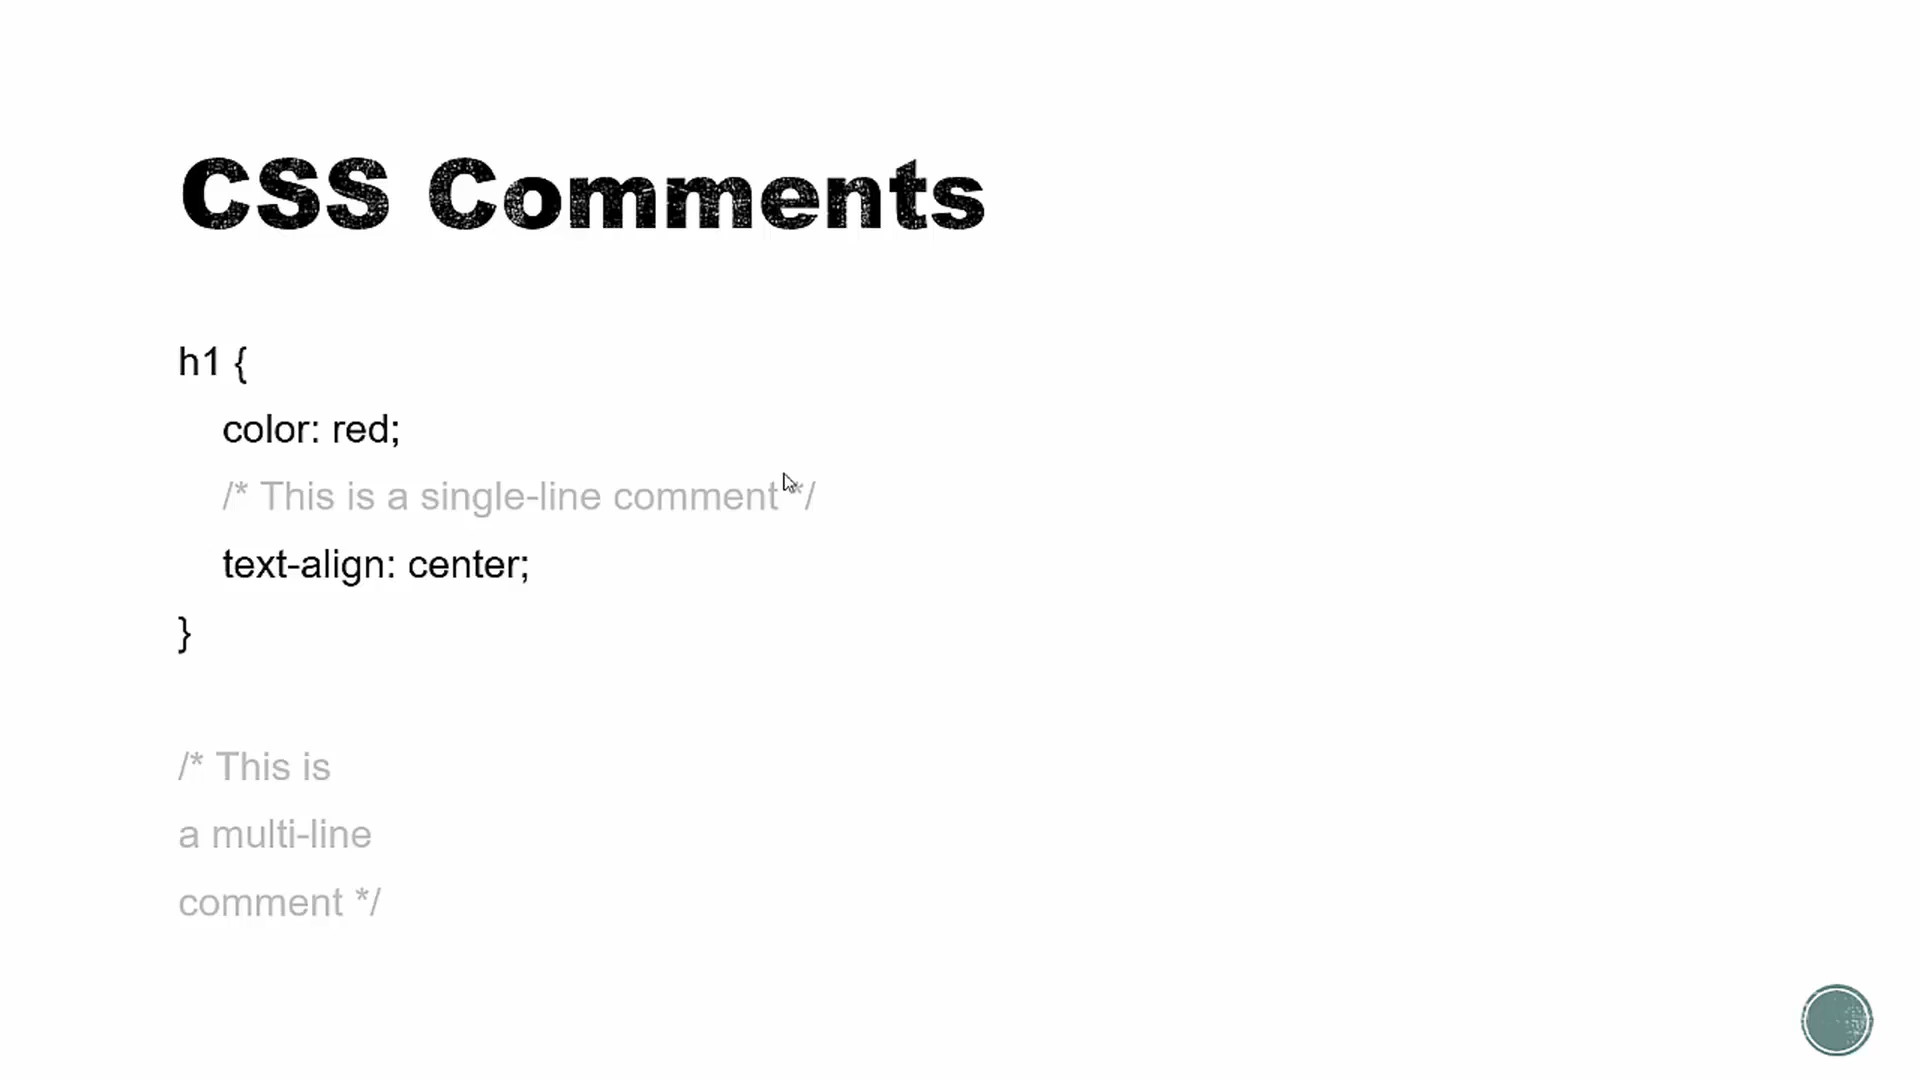 CSS Comments
h1 {
color: red;
/* This is a single-line comment */
text-align: center;
}
/* This is
a multi-line
comment */